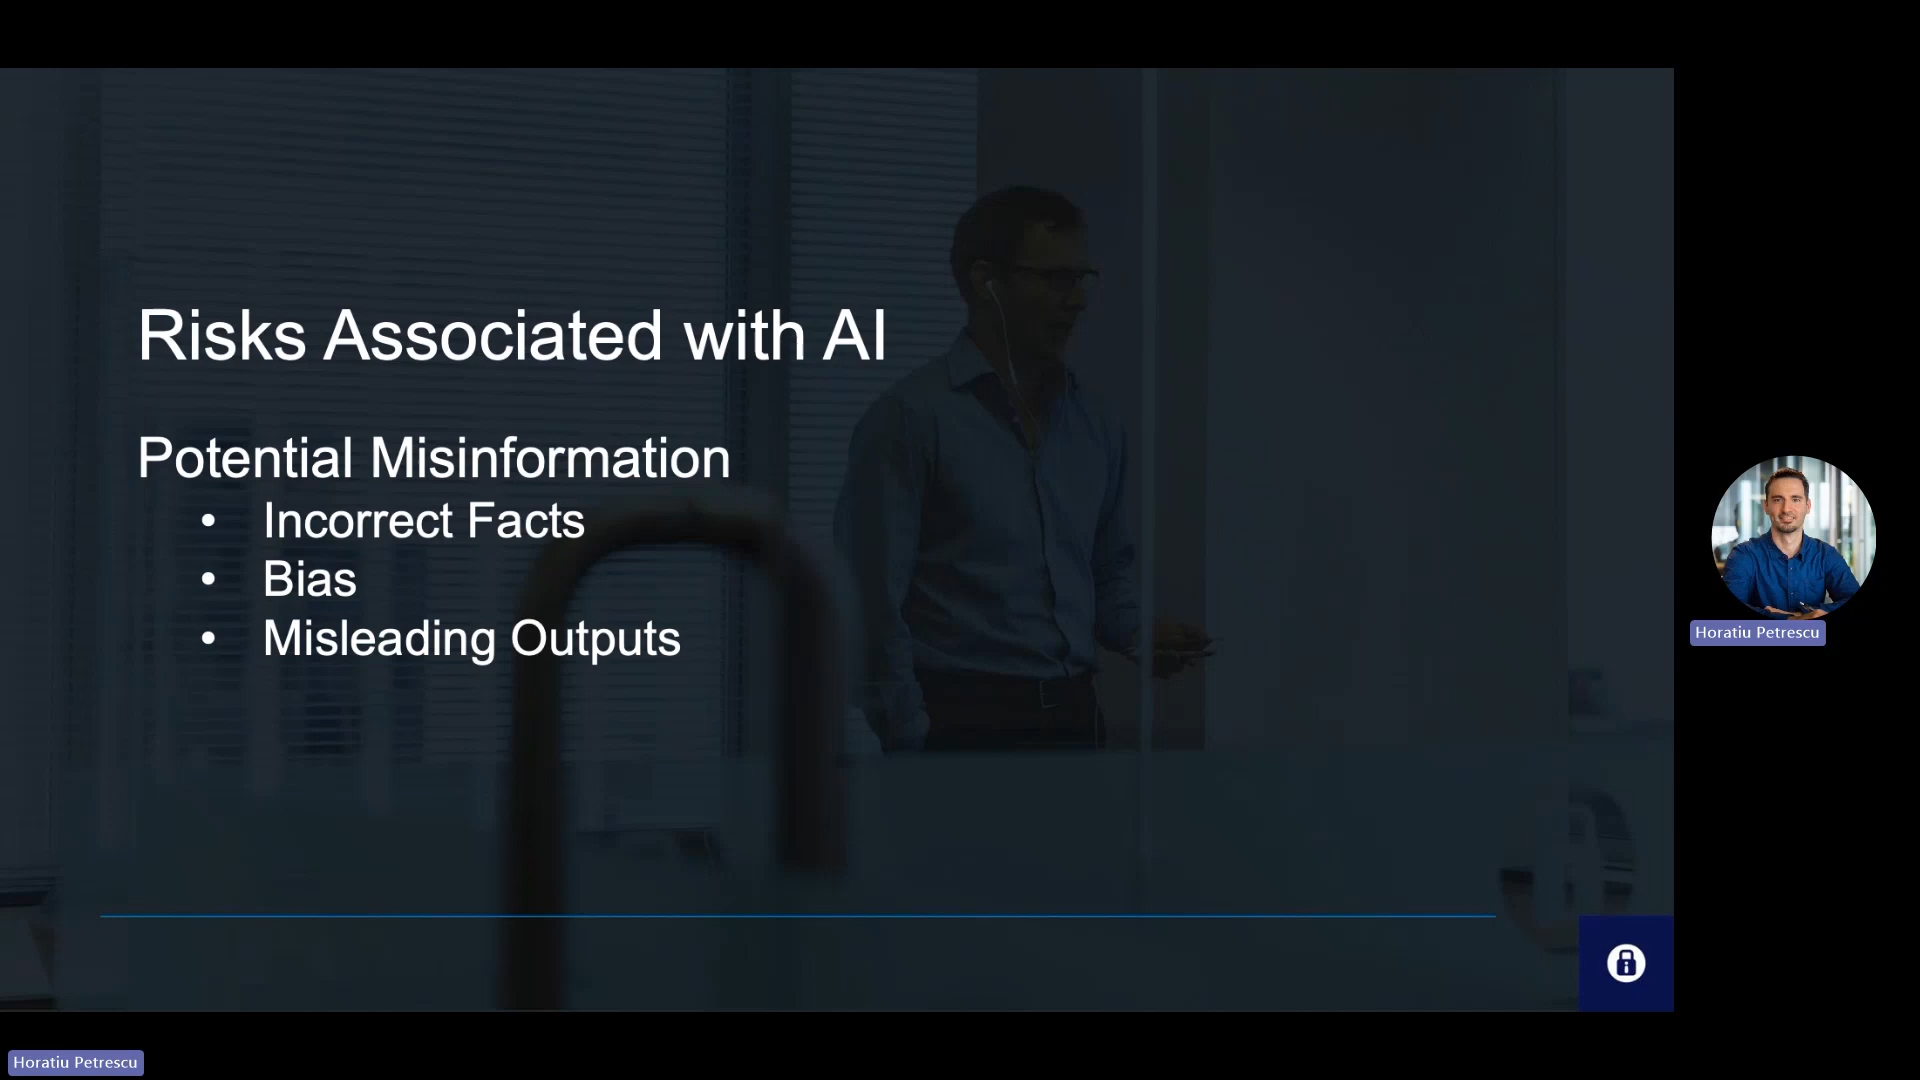 Risks Associated with AI
Potential Misinformation
• Incorrect Facts
• Bias
• Misleading Outputs
Horatiu Petrescu
Horatiu Petrescu